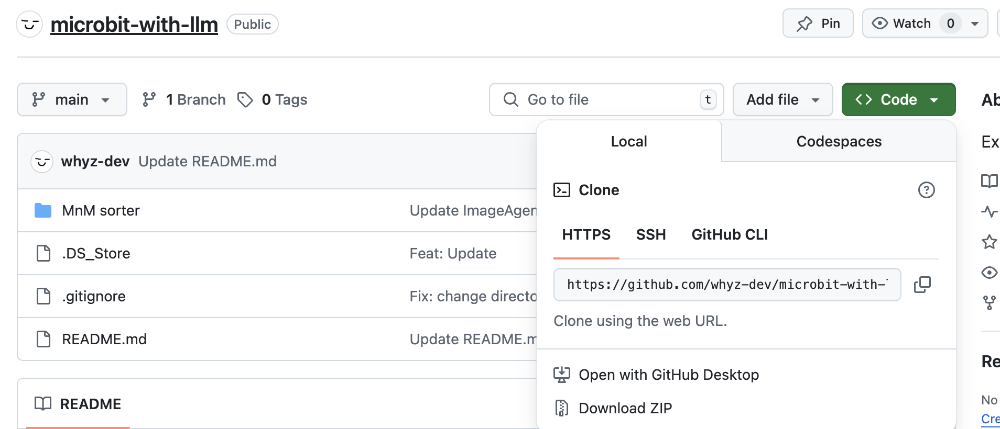 microbit-with-llm Public Pin Watch 0
main 1 Branch 0 Tags Go to file t Add file Code
whyz-dev Update README.md
MnM sorter Update ImageAgen
.DS_Store Feat: Update
.gitignore Fix: change directo
README.md Update README.m
README
Local Codespaces
Clone
HTTPS SSH GitHub CLI
https://github.com/whyz-dev/microbit-with-
Clone using the web URL.
Open with GitHub Desktop
Download ZIP
Ab
Ex
Re
No
Cre